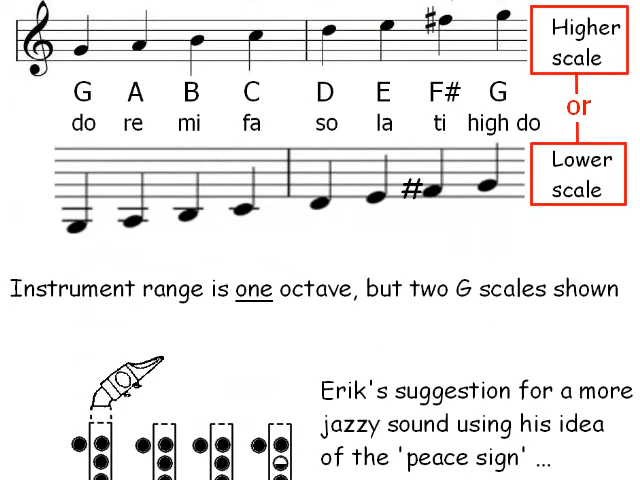 Higher
scale
G A B C D E F# G
or
do re mi fa so la ti high do
#
Lower
scale
Instrument range is one octave, but two G scales shown
Erik's suggestion for a more
jazzy sound using his idea
of the 'peace sign' ...